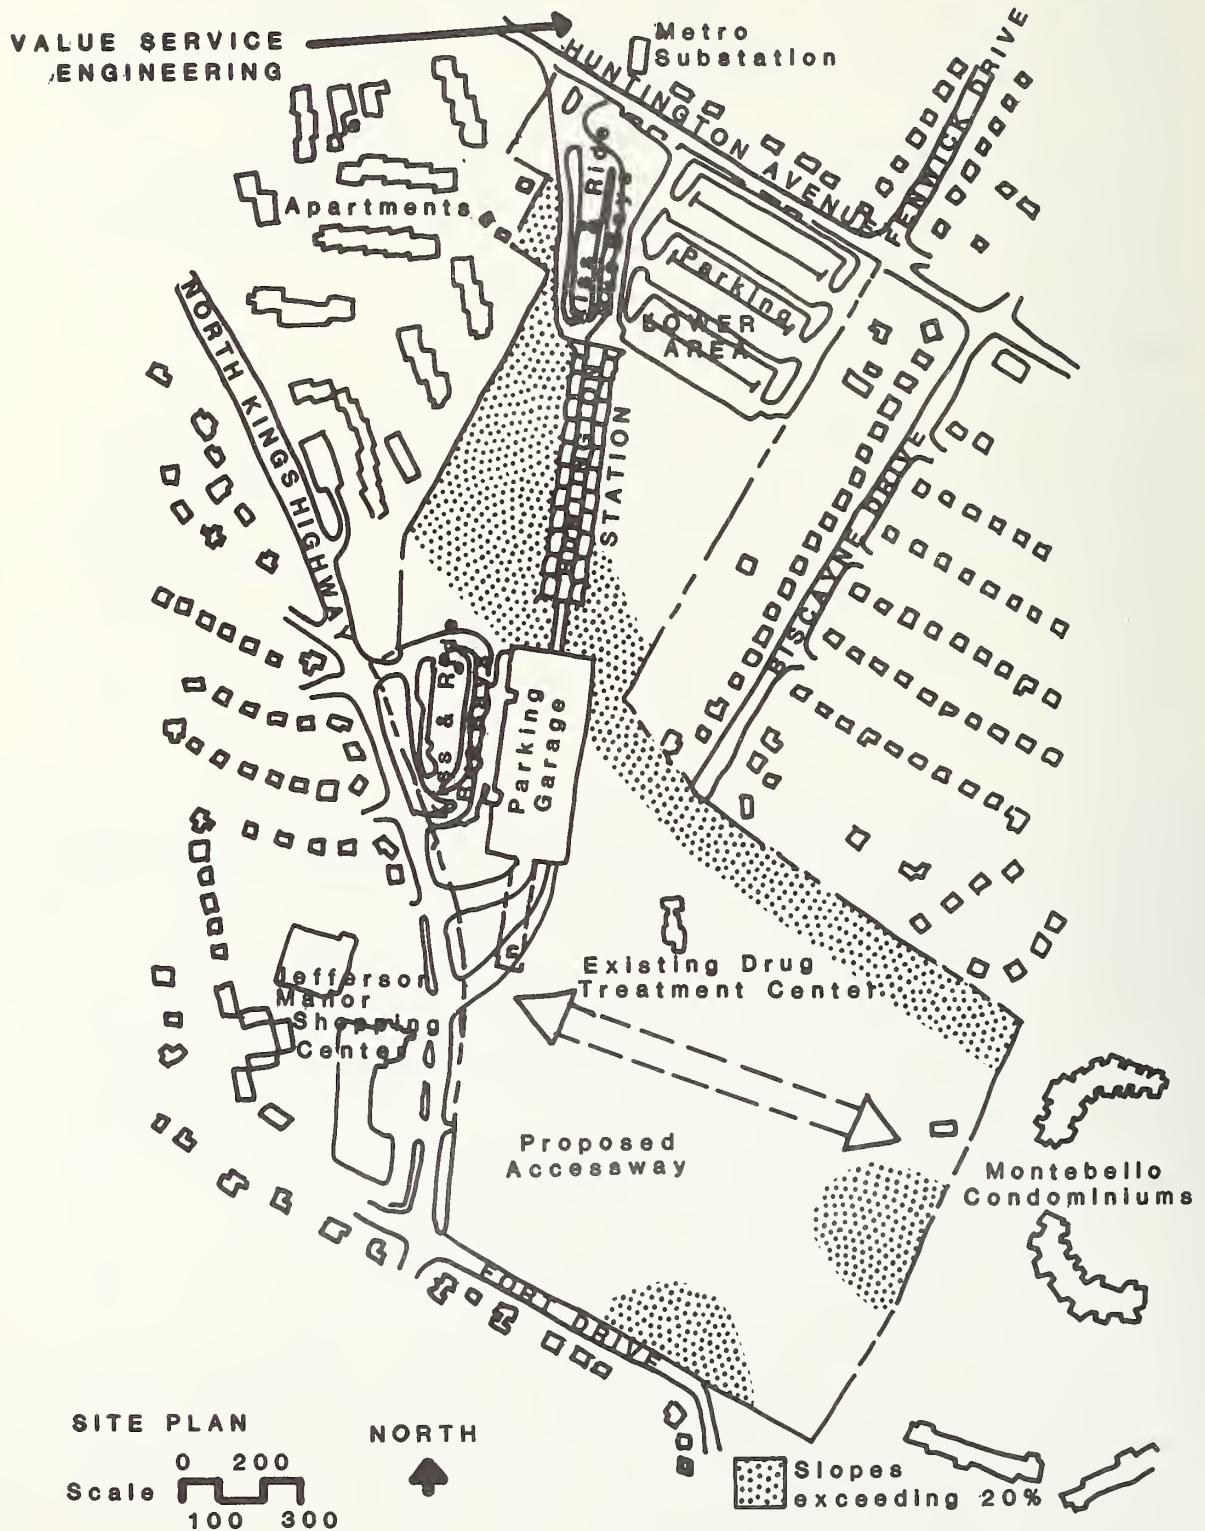 VALUE SERVICE
ENGINEERING
Metro
Substation
HUNTINGTON AVENUE
FENWICK DRIVE
Apartments
Ride
Parking
LOWER
AREA
NORTH KINGS HIGHWAY
STATION
BISCAYNE DRIVE
Parking
Garage
Existing Drug
Treatment Center
Jefferson
Manor
Shopping
Center
Proposed
Accessway
Montebello
Condominiums
FORT DRIVE
SITE PLAN
NORTH
0 200
Scale
100 300
Slopes
exceeding 20%